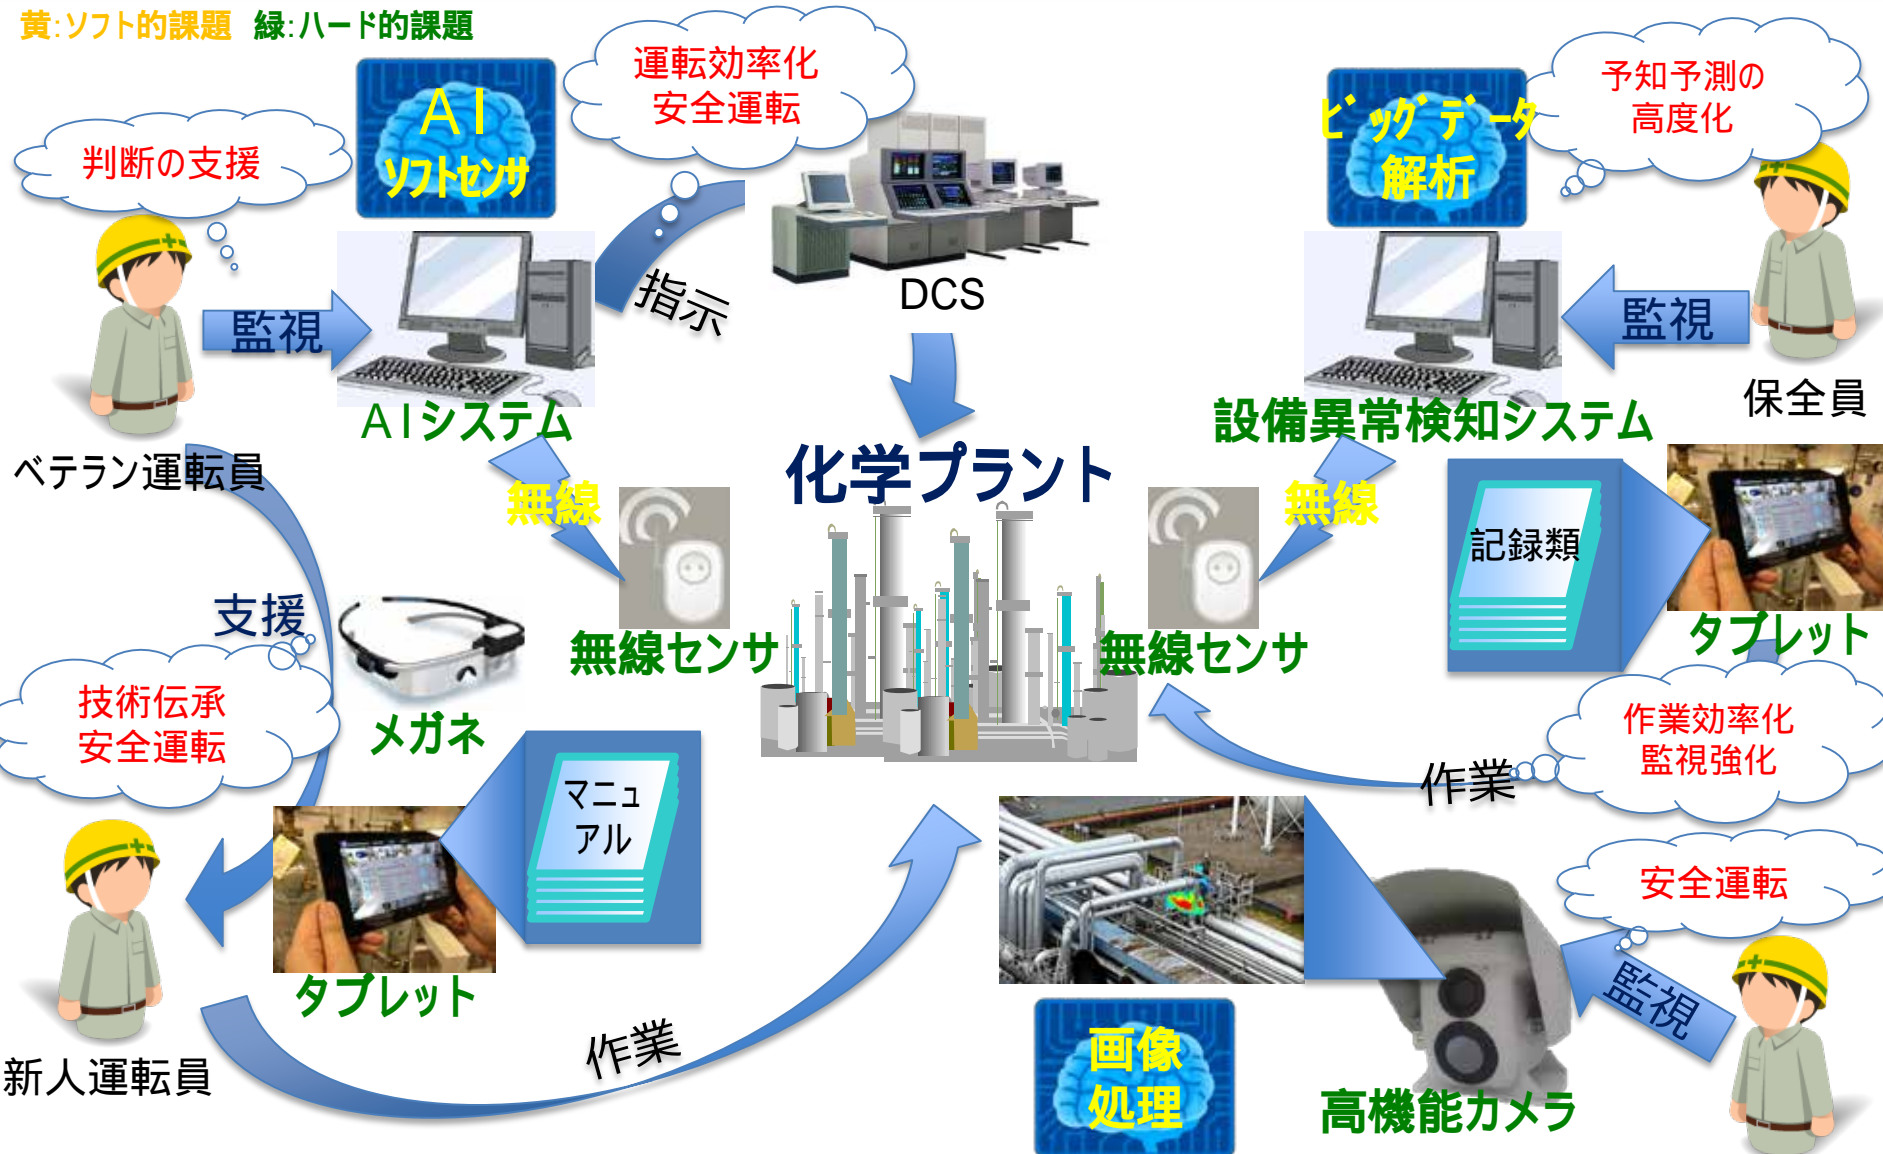 黄:ソフト的課題 緑:ハード的課題
運転効率化
安全運転
予知予測の
高度化
AI
ソフトセンサ
ビッグデータ
解析
判断の支援
指示
DCS
監視
監視
AIシステム
設備異常検知システム
保全員
ベテラン運転員
化学プラント
無線
無線
記録類
支援
無線センサ
無線センサ
タブレット
技術伝承
安全運転
メガネ
作業効率化
監視強化
マニュ
アル
作業
安全運転
タブレット
監視
作業
画像
処理
新人運転員
高機能カメラ